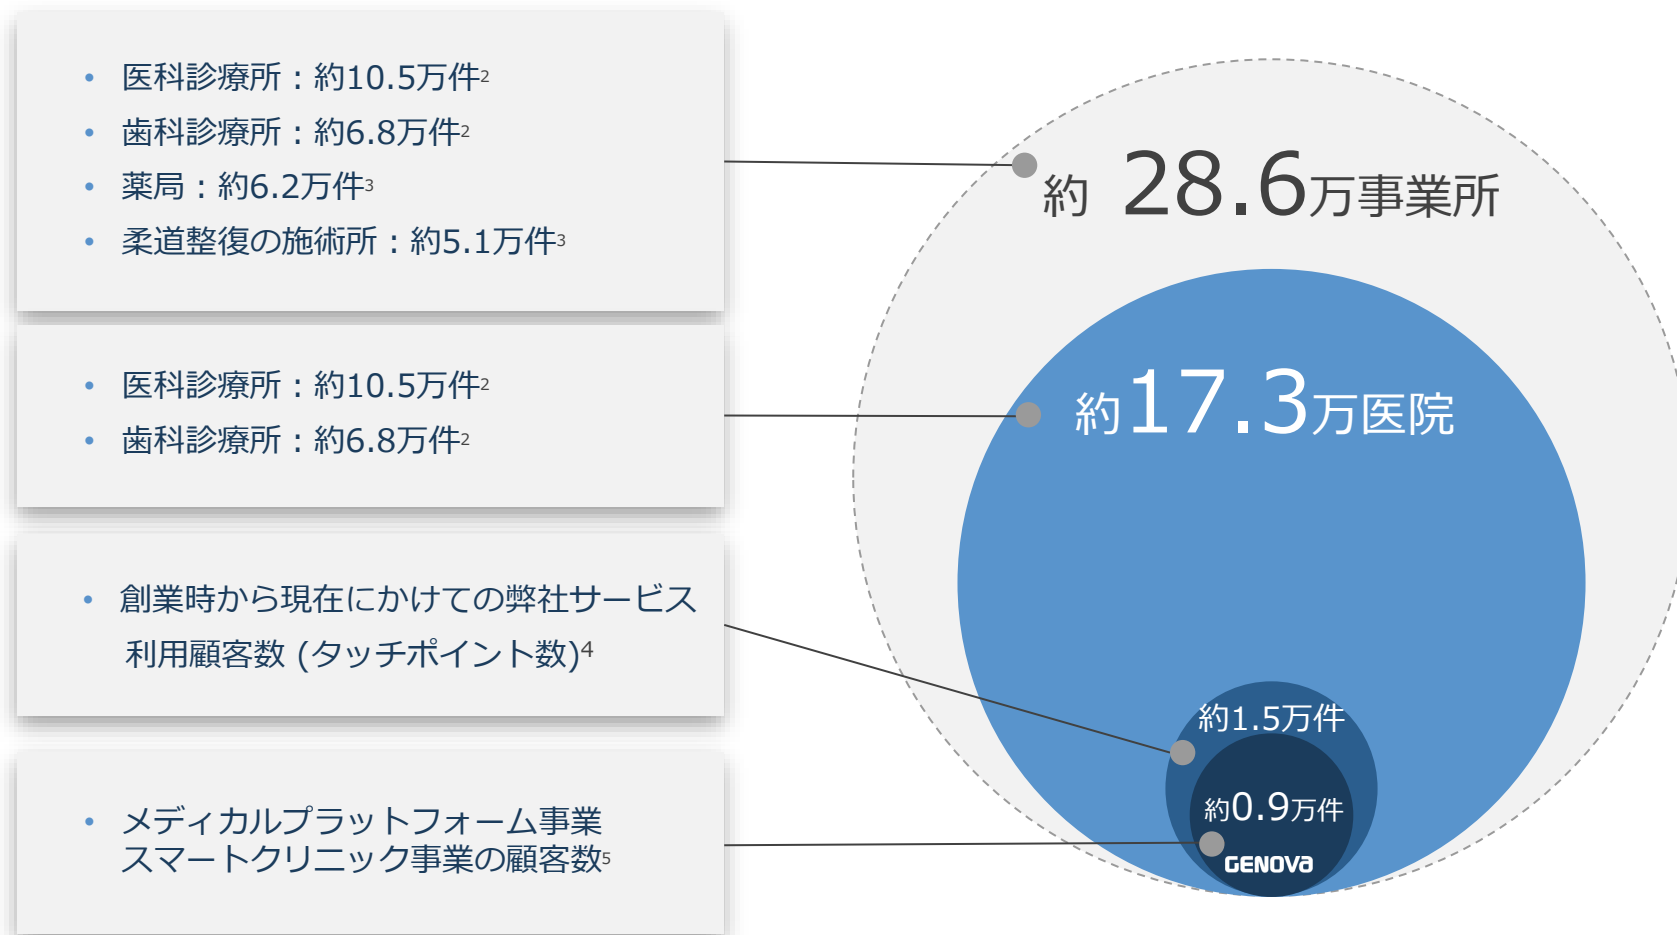 • 医科診療所：約10.5万件2
• 歯科診療所：約6.8万件2
• 薬局：約6.2万件3
• 柔道整復の施術所：約5.1万件3
• 医科診療所：約10.5万件2
• 歯科診療所：約6.8万件2
• 創業時から現在にかけての弊社サービス
利用顧客数 (タッチポイント数)4
• メディカルプラットフォーム事業
スマートクリニック事業の顧客数5
約 28.6万事業所
約17.3万医院
約1.5万件
約0.9万件
GENOVA